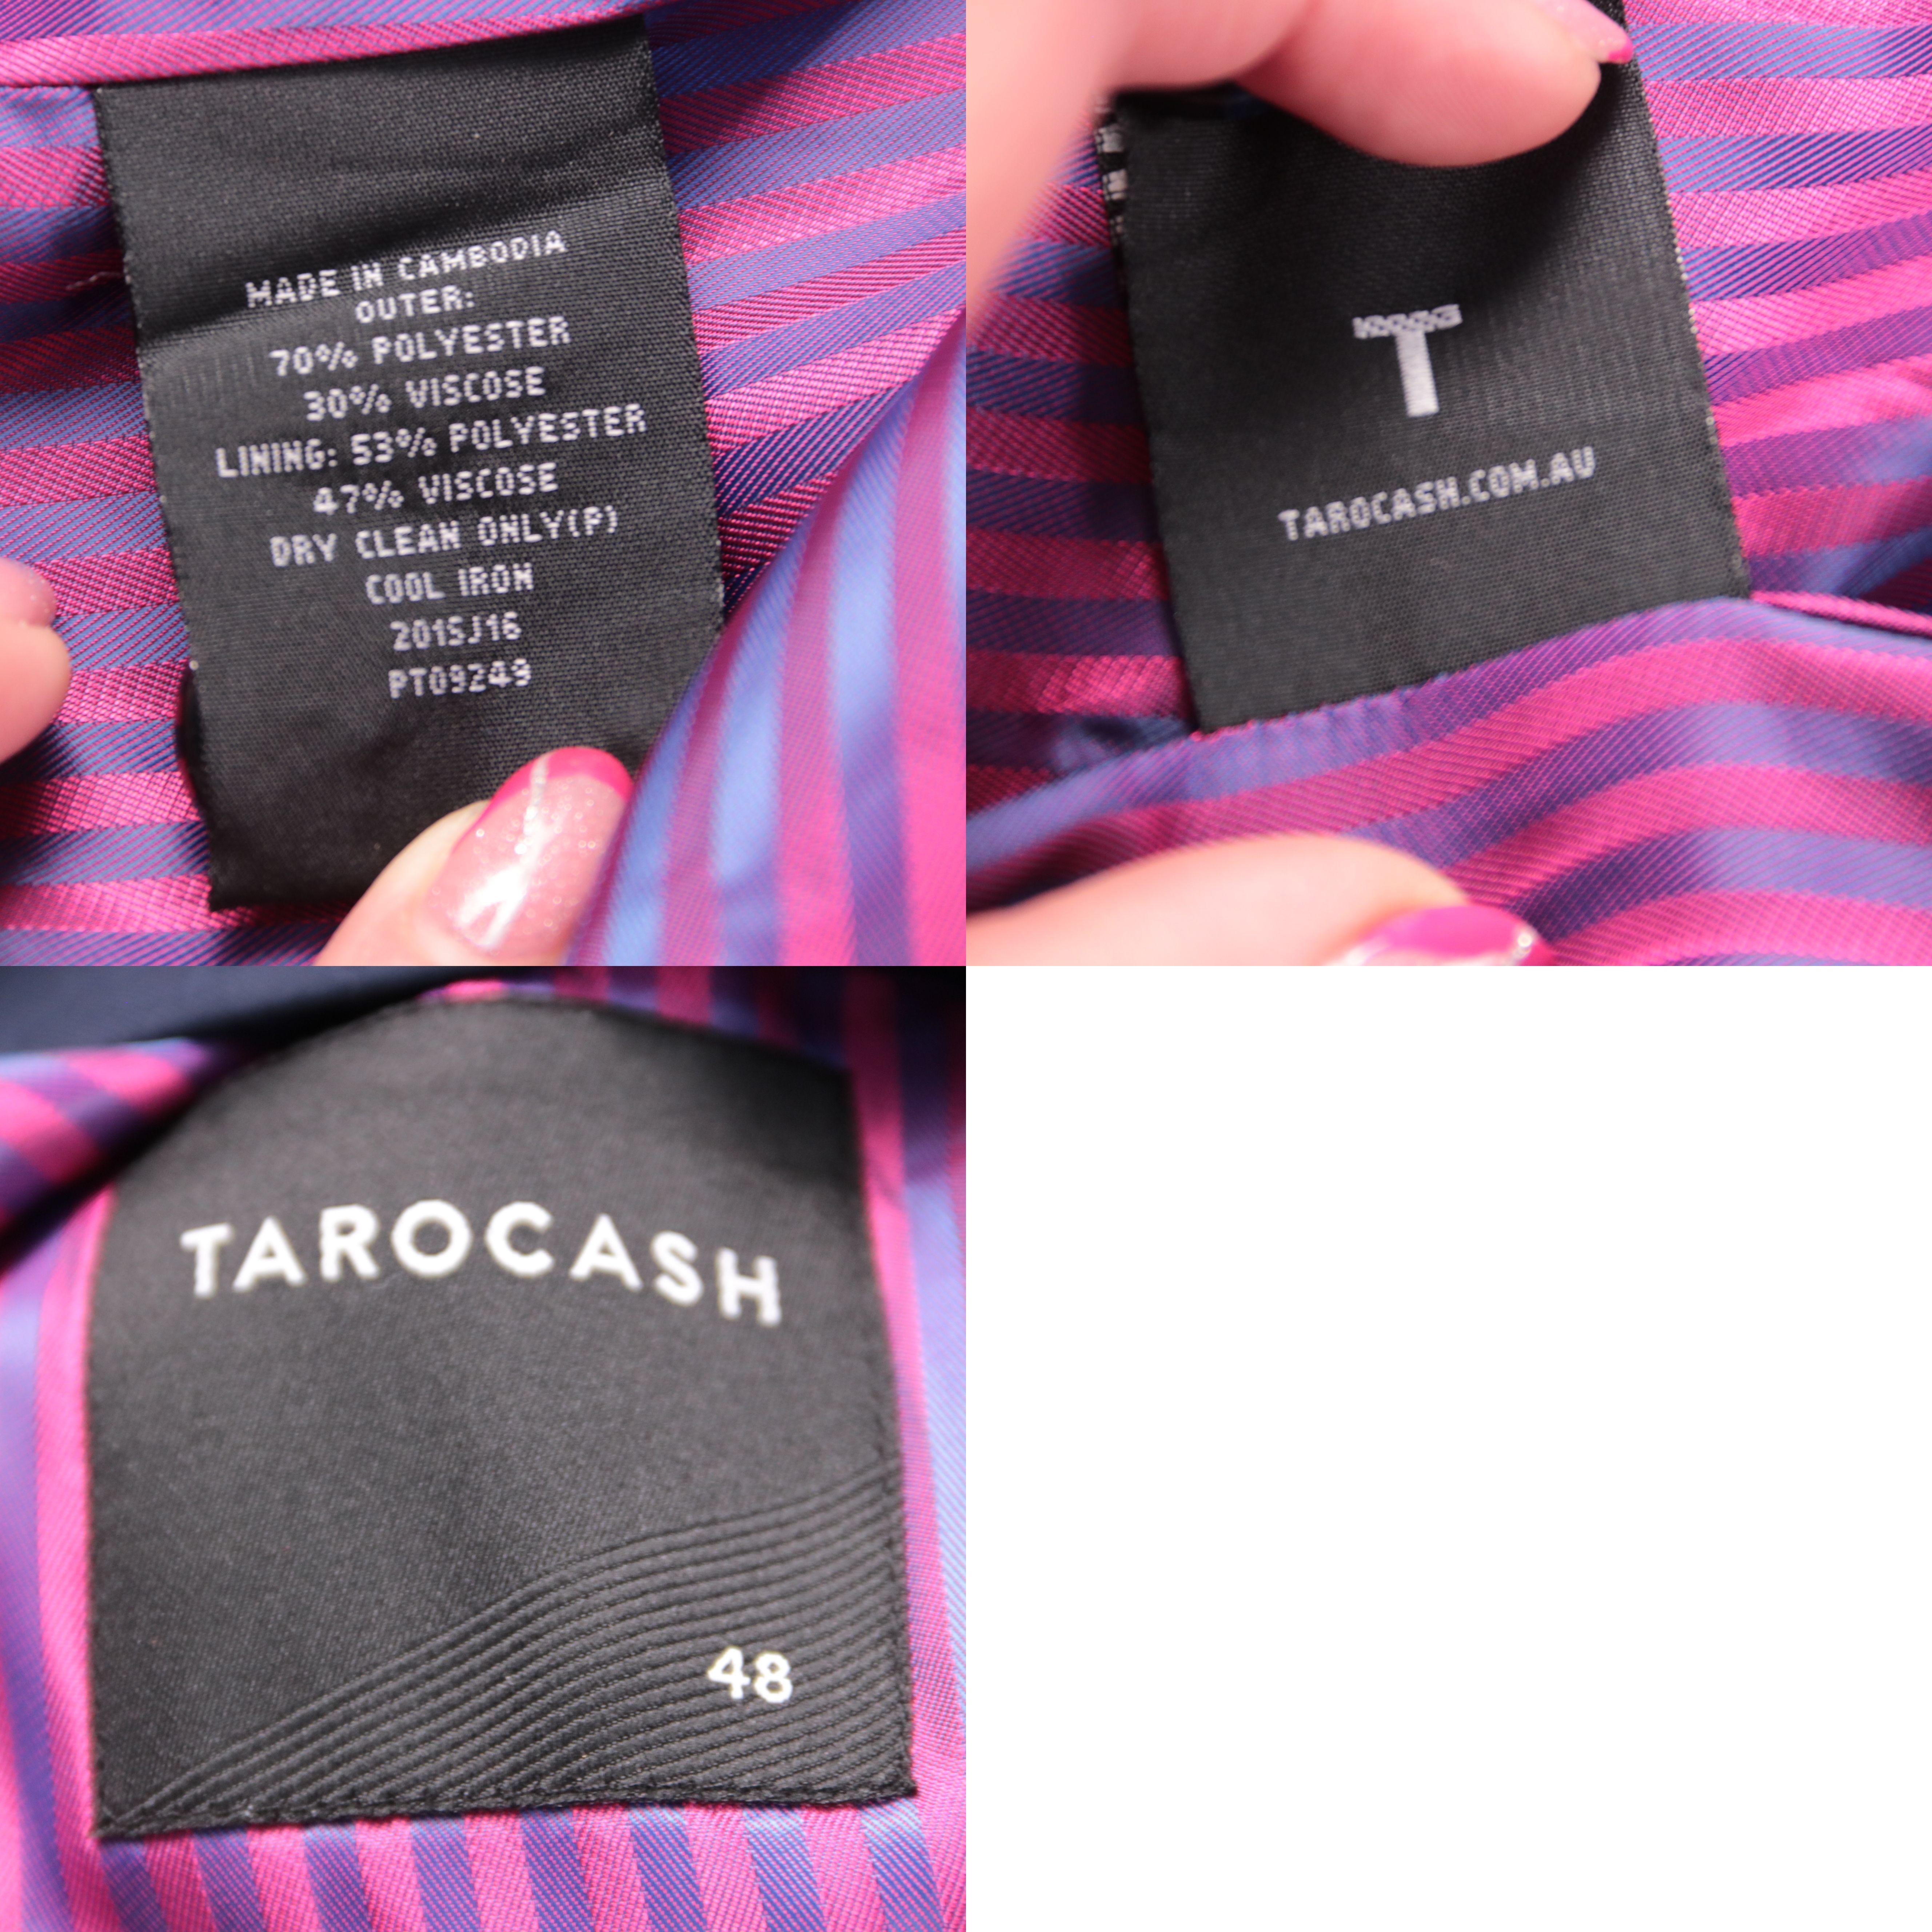 MADE IN CAMBODIA
OUTER:
70% POLYESTER
30% VISCOSE
LINING: 53% POLYESTER
47% VISCOSE
DRY CLEAN ONLY(P)
COOL IRON
201SJ16
PT09249
T
TAROCASH.COM.AU
TAROCASH
48